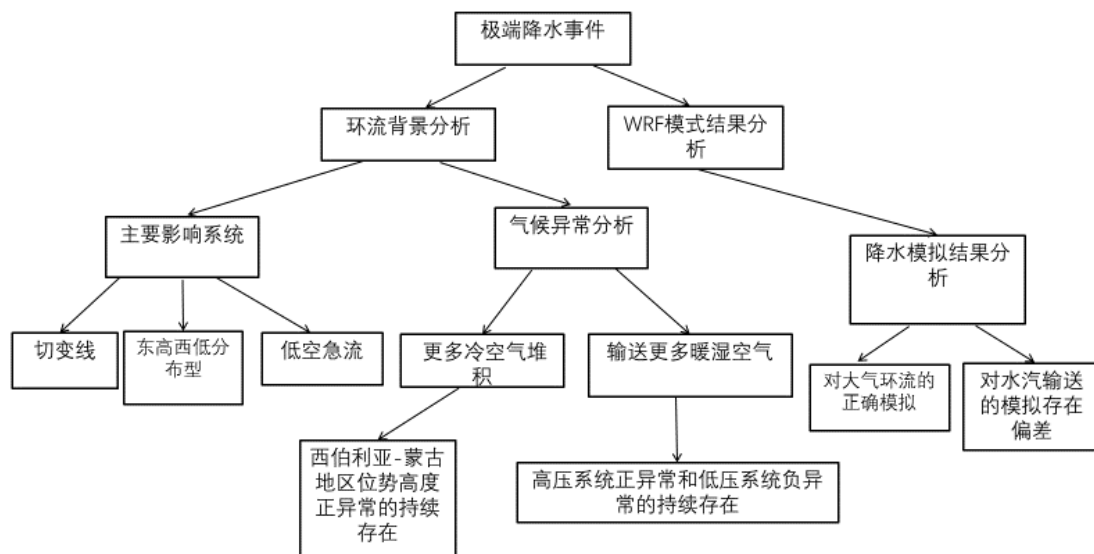 极端降水事件
环流背景分析
WRF模式结果分
析
主要影响系统
气候异常分析
降水模拟结果分
析
切变线
东高西低分
布型
低空急流
更多冷空气堆
积
输送更多暖湿空气
对大气环流的
正确模拟
对水汽输送
的模拟存在
偏差
西伯利亚-蒙古
地区位势高度
正异常的持续
存在
高压系统正异常和低压系统负异
常的持续存在